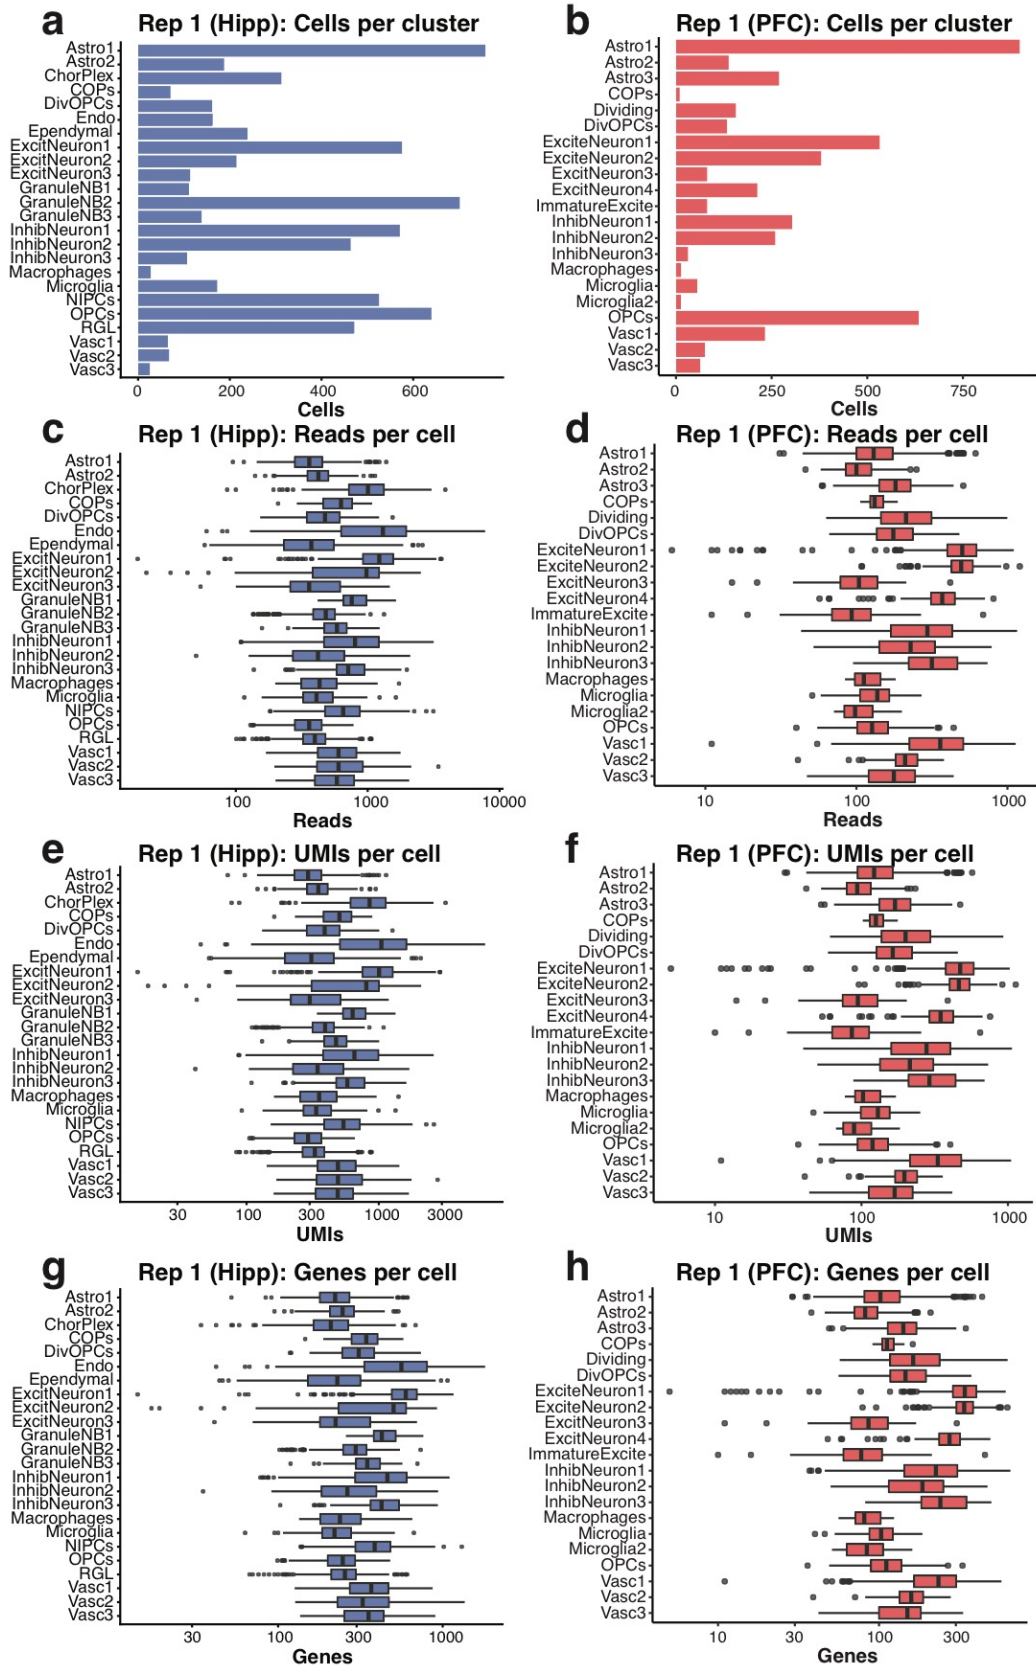 a Rep 1 (Hipp): Cells per cluster
Astro1
Astro2
ChorPlex
COPs
DivOPCs
Endo
Ependymal
ExcitNeuron1
ExcitNeuron2
ExcitNeuron3
GranuleNB1
GranuleNB2
GranuleNB3
InhibNeuron1
InhibNeuron2
InhibNeuron3
Macrophages
Microglia
NIPCs
OPCs
RGL
Vasc1
Vasc2
Vasc3
0 200 400 600
Cells
b Rep 1 (PFC): Cells per cluster
Astro1
Astro2
Astro3
COPs
Dividing
DivOPCs
ExciteNeuron1
ExciteNeuron2
ExcitNeuron3
ExcitNeuron4
ImmatureExcite
InhibNeuron1
InhibNeuron2
InhibNeuron3
Macrophages
Microglia
Microglia2
OPCs
Vasc1
Vasc2
Vasc3
0 250 500 750
Cells
c Rep 1 (Hipp): Reads per cell
Astro1
Astro2
ChorPlex
COPs
DivOPCs
Endo
Ependymal
ExcitNeuron1
ExcitNeuron2
ExcitNeuron3
GranuleNB1
GranuleNB2
GranuleNB3
InhibNeuron1
InhibNeuron2
InhibNeuron3
Macrophages
Microglia
NIPCs
OPCs
RGL
Vasc1
Vasc2
Vasc3
100 1000 10000
Reads
d Rep 1 (PFC): Reads per cell
Astro1
Astro2
Astro3
COPs
Dividing
DivOPCs
ExciteNeuron1
ExciteNeuron2
ExcitNeuron3
ExcitNeuron4
ImmatureExcite
InhibNeuron1
InhibNeuron2
InhibNeuron3
Macrophages
Microglia
Microglia2
OPCs
Vasc1
Vasc2
Vasc3
10 100 1000
Reads
e Rep 1 (Hipp): UMIs per cell
Astro1
Astro2
ChorPlex
COPs
DivOPCs
Endo
Ependymal
ExcitNeuron1
ExcitNeuron2
ExcitNeuron3
GranuleNB1
GranuleNB2
GranuleNB3
InhibNeuron1
InhibNeuron2
InhibNeuron3
Macrophages
Microglia
NIPCs
OPCs
RGL
Vasc1
Vasc2
Vasc3
30 100 300 1000 3000
UMIs
f Rep 1 (PFC): UMIs per cell
Astro1
Astro2
Astro3
COPs
Dividing
DivOPCs
ExciteNeuron1
ExciteNeuron2
ExcitNeuron3
ExcitNeuron4
ImmatureExcite
InhibNeuron1
InhibNeuron2
InhibNeuron3
Macrophages
Microglia
Microglia2
OPCs
Vasc1
Vasc2
Vasc3
10 100 1000
UMIs
g Rep 1 (Hipp): Genes per cell
Astro1
Astro2
ChorPlex
COPs
DivOPCs
Endo
Ependymal
ExcitNeuron1
ExcitNeuron2
ExcitNeuron3
GranuleNB1
GranuleNB2
GranuleNB3
InhibNeuron1
InhibNeuron2
InhibNeuron3
Macrophages
Microglia
NIPCs
OPCs
RGL
Vasc1
Vasc2
Vasc3
30 100 300 1000
Genes
h Rep 1 (PFC): Genes per cell
Astro1
Astro2
Astro3
COPs
Dividing
DivOPCs
ExciteNeuron1
ExciteNeuron2
ExcitNeuron3
ExcitNeuron4
ImmatureExcite
InhibNeuron1
InhibNeuron2
InhibNeuron3
Macrophages
Microglia
Microglia2
OPCs
Vasc1
Vasc2
Vasc3
10 30 100 300
Genes